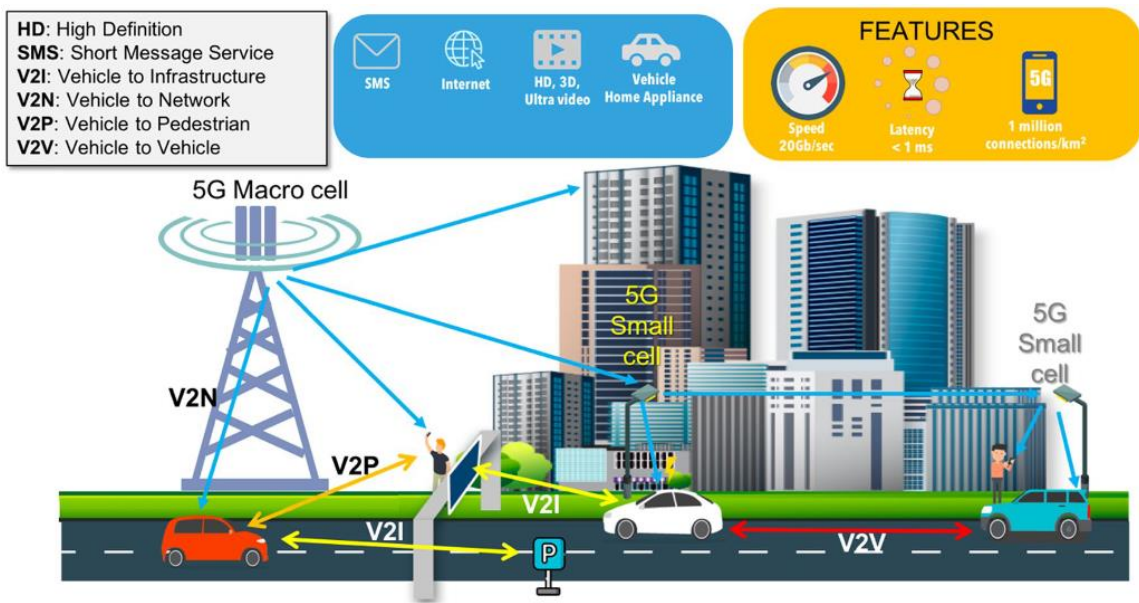 HD: High Definition
SMS: Short Message Service
V2I: Vehicle to Infrastructure
V2N: Vehicle to Network
V2P: Vehicle to Pedestrian
V2V: Vehicle to Vehicle
SMS
Internet
HD, 3D,
Ultra video
Vehicle
Home Appliance
FEATURES
Speed
20Gb/sec
Latency
< 1 ms
5G
1 million
connections/km²
5G Macro cell
5G
Small
cell
5G
Small
cell
V2N
V2P
V2I
V2I
V2V
P